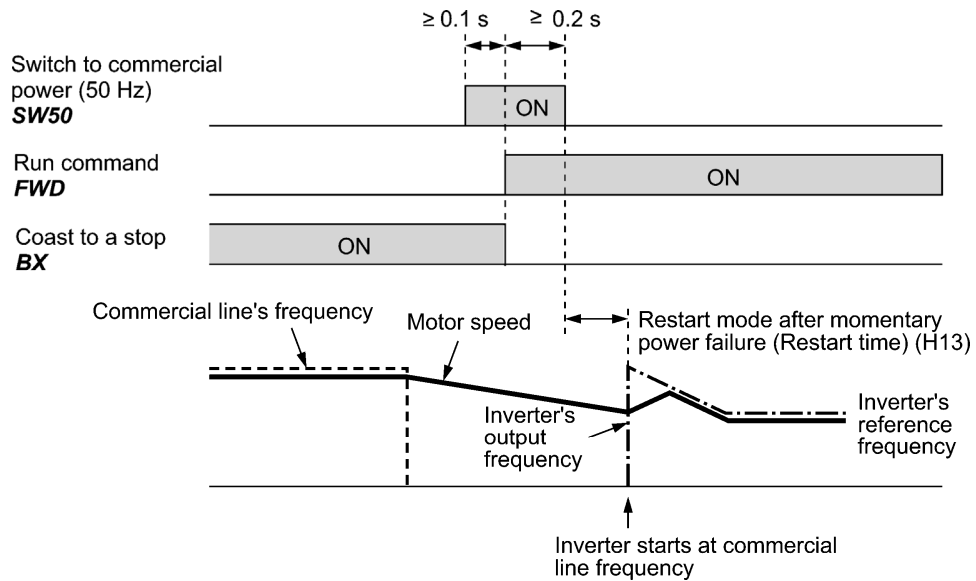 ≥ 0.1 s
≥ 0.2 s
Switch to commercial
power (50 Hz)
SW50
ON
Run command
FWD
ON
Coast to a stop
BX
ON
Commercial line's frequency
Motor speed
Restart mode after momentary
power failure (Restart time) (H13)
Inverter's
output
frequency
Inverter's
reference
frequency
Inverter starts at commercial
line frequency